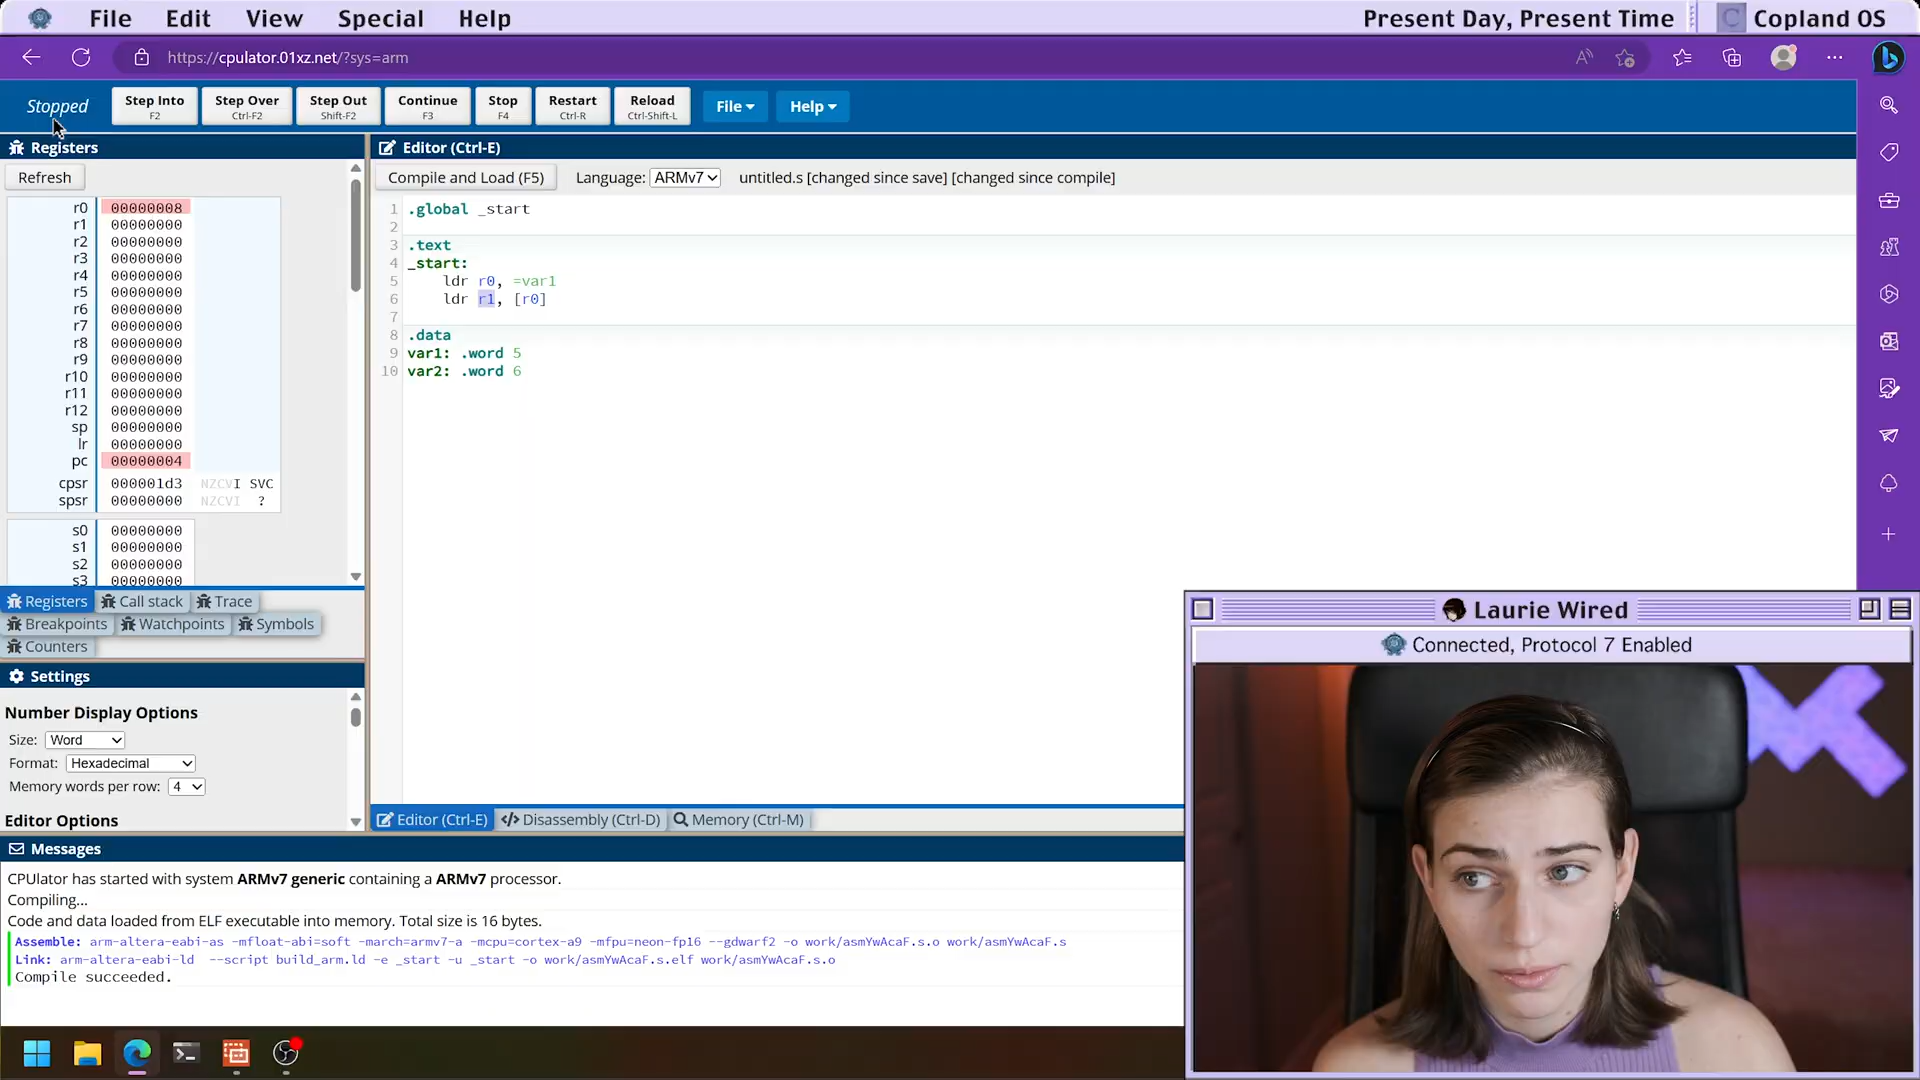 File Edit View Special Help Present Day, Present Time Copland OS
https://cpulator.01xz.net/?sys=arm
Stopped
Step Into
F2
Step Over
Ctrl-F2
Step Out
Shift-F2
Continue
F3
Stop
F4
Restart
Ctrl-R
Reload
Ctrl-Shift-L
File
Help
Registers
Refresh
r0 00000008
r1 00000000
r2 00000000
r3 00000000
r4 00000000
r5 00000000
r6 00000000
r7 00000000
r8 00000000
r9 00000000
r10 00000000
r11 00000000
r12 00000000
sp 00000000
lr 00000000
pc 00000004
cpsr 000001d3 NZCVI SVC
spsr 00000000 NZCVI ?
s0 00000000
s1 00000000
s2 00000000
s3 00000000
Registers Call stack Trace
Breakpoints Watchpoints Symbols
Counters
Settings
Number Display Options
Size: Word
Format: Hexadecimal
Memory words per row: 4
Editor Options
Editor (Ctrl-E)
Compile and Load (F5) Language: ARMv7 untitled.s [changed since save] [changed since compile]
1 .global _start
2
3 .text
4 _start:
5 ldr r0, =var1
6 ldr r1, [r0]
7
8 .data
9 var1: .word 5
10 var2: .word 6
Editor (Ctrl-E) Disassembly (Ctrl-D) Memory (Ctrl-M)
Messages
CPUlator has started with system ARMv7 generic containing a ARMv7 processor.
Compiling...
Code and data loaded from ELF executable into memory. Total size is 16 bytes.
Assemble: arm-altera-eabi-as -mfloat-abi=soft -march=armv7-a -mcpu=cortex-a9 -mfpu=neon-fp16 --gdwarf2 -o work/asmYwAcaF.s.o work/asmYwAcaF.s
Link: arm-altera-eabi-ld --script build_arm.ld -e _start -u _start -o work/asmYwAcaF.s.elf work/asmYwAcaF.s.o
Compile succeeded.
Laurie Wired
Connected, Protocol 7 Enabled